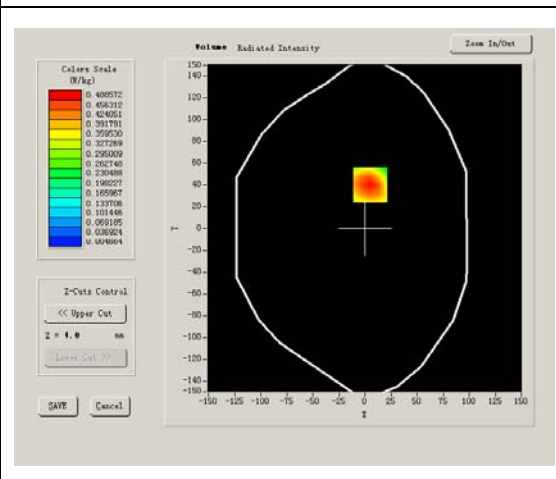 Volume Radiated Intensity
Zoom In/Out
Colors Scale
(W/kg)
0.488572
0.456312
0.424051
0.391791
0.359530
0.327269
0.295009
0.262748
0.230488
0.198227
0.165967
0.133706
0.101446
0.069185
0.036924
0.004664
Z-Cuts Control
<< Upper Cut
Z = 4.0 mm
Lower Cut >>
SAVE
Cancel
150
140
120
100
80
60
40
20
0
-20
-40
-60
-80
-100
-120
-140
-150
Y
-150 -125 -100 -75 -50 -25 0 25 50 75 100 125 150
X